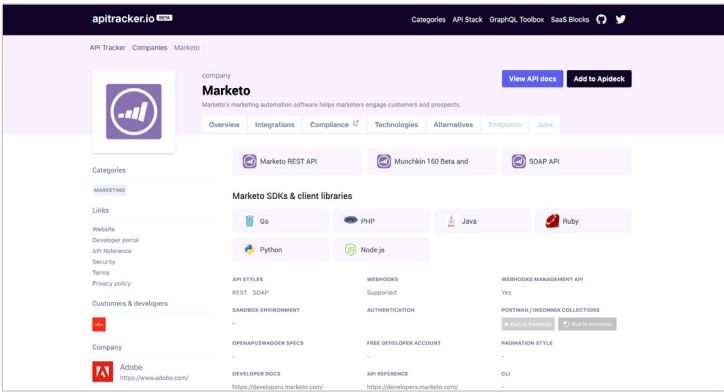 apitracker.io BETA
Categories API Stack GraphQL Toolbox SaaS Blocks
API Tracker Companies Marketo
company
Marketo
Marketo's marketing automation software helps marketers engage customers and prospects.
View API docs
Add to Apideck
Overview Integrations Compliance Technologies Alternatives Endpoints Jobs
Marketo REST API
Munchkin 160 Beta and
SOAP API
Categories
MARKETING
Links
Website
Developer portal
API Reference
Security
Terms
Privacy policy
Customers & developers
Company
Adobe
https://www.adobe.com/
Marketo SDKs & client libraries
Go
PHP
Java
Ruby
Python
Node.js
API STYLES
REST SOAP
WEBHOOKS
Supported
WEBHOOKS MANAGEMENT API
Yes
SANDBOX ENVIRONMENT
-
AUTHENTICATION
POSTMAN / INSOMNIA COLLECTIONS
Run in Postman
Run in Insomnia
OPENAPI/SWAGGER SPECS
-
FREE DEVELOPER ACCOUNT
-
PAGINATION STYLE
-
DEVELOPER DOCS
https://developers.marketo.com/
API REFERENCE
https://developers.marketo.com/
CLI
-